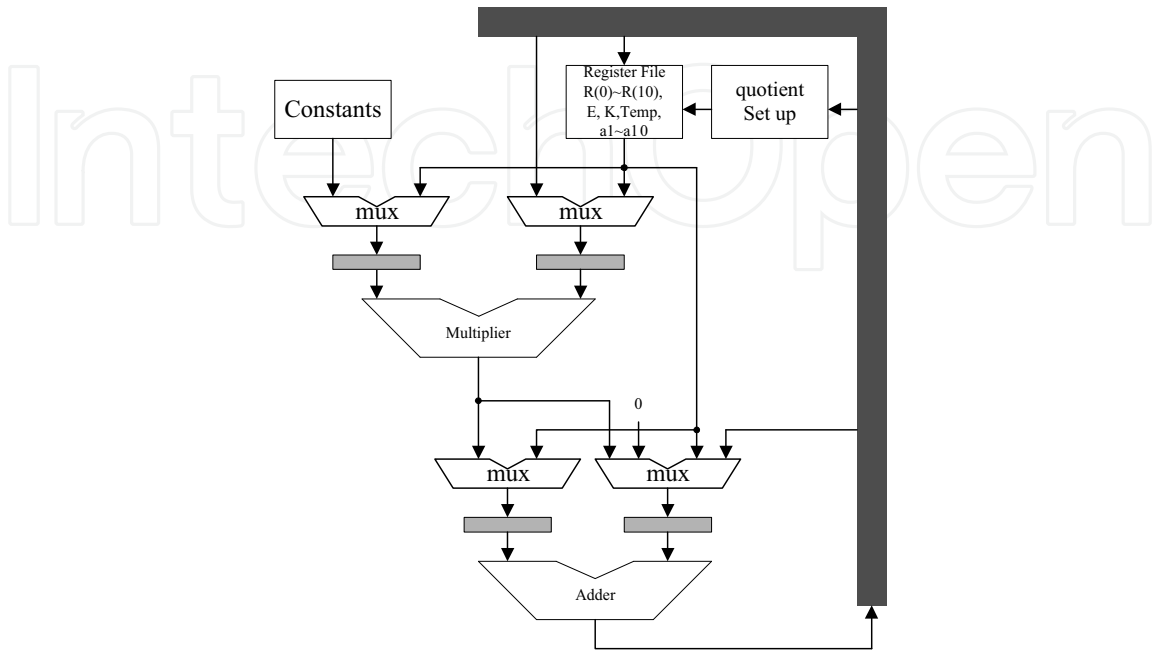 IntechOpen
Constants
Register File
R(0)~R(10),
E, K,Temp,
a1~a10
quotient
Set up
mux
mux
Multiplier
0
mux
mux
Adder